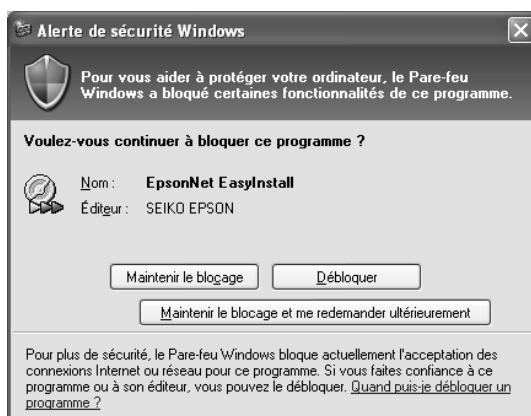 Alerte de sécurité Windows
Pour vous aider à protéger votre ordinateur, le Pare-feu
Windows a bloqué certaines fonctionnalités de ce programme.
Voulez-vous continuer à bloquer ce programme ?
Nom : EpsonNet EasyInstall
Éditeur : SEIKO EPSON
Maintenir le blocage Débloquer
Maintenir le blocage et me redemander ultérieurement
Pour plus de sécurité, le Pare-feu Windows bloque actuellement l'acceptation des
connexions Internet ou réseau pour ce programme. Si vous faites confiance à ce
programme ou à son éditeur, vous pouvez le débloquer. Quand puis-je débloquer un
programme ?